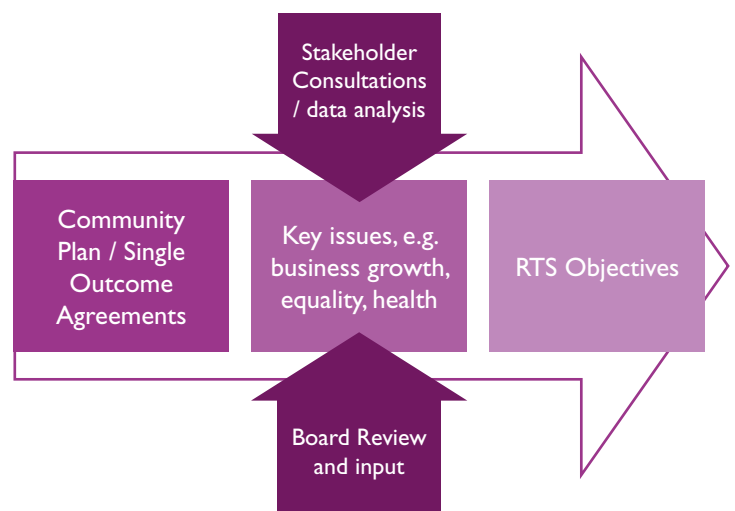 Stakeholder
Consultations
/ data analysis
Community
Plan / Single
Outcome
Agreements
Key issues, e.g.
business growth,
equality, health
RTS Objectives
Board Review
and input